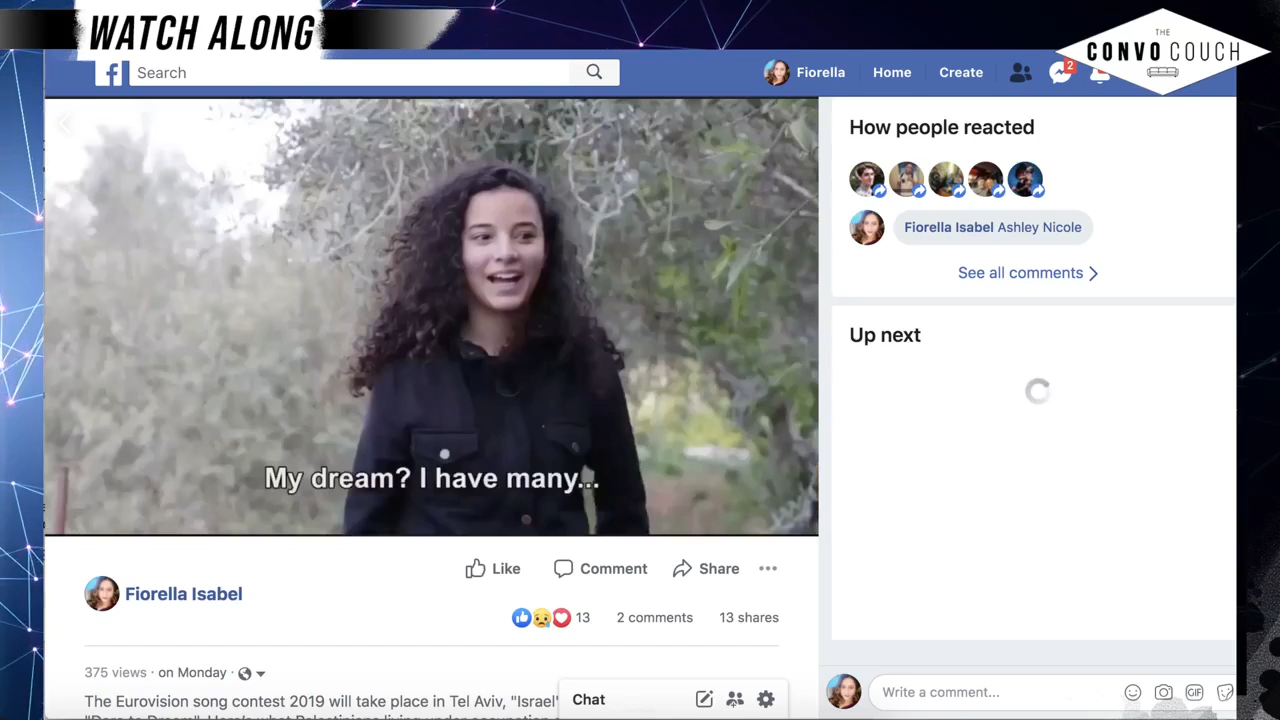 WATCH ALONG
THE
CONVO COUCH
Search
Fiorella
Home
Create
2
How people reacted
Fiorella Isabel Ashley Nicole
See all comments
Up next
My dream? I have many...
Like
Comment
Share
Fiorella Isabel
13
2 comments
13 shares
375 views · on Monday ·
The Eurovision song contest 2019 will take place in Tel Aviv, "Israel"
Chat
Write a comment...
GIF